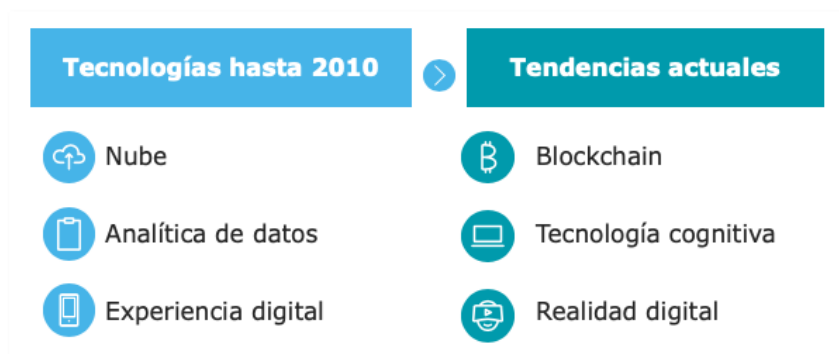 Tecnologías hasta 2010
Tendencias actuales
Nube
Blockchain
Analítica de datos
Tecnología cognitiva
Experiencia digital
Realidad digital